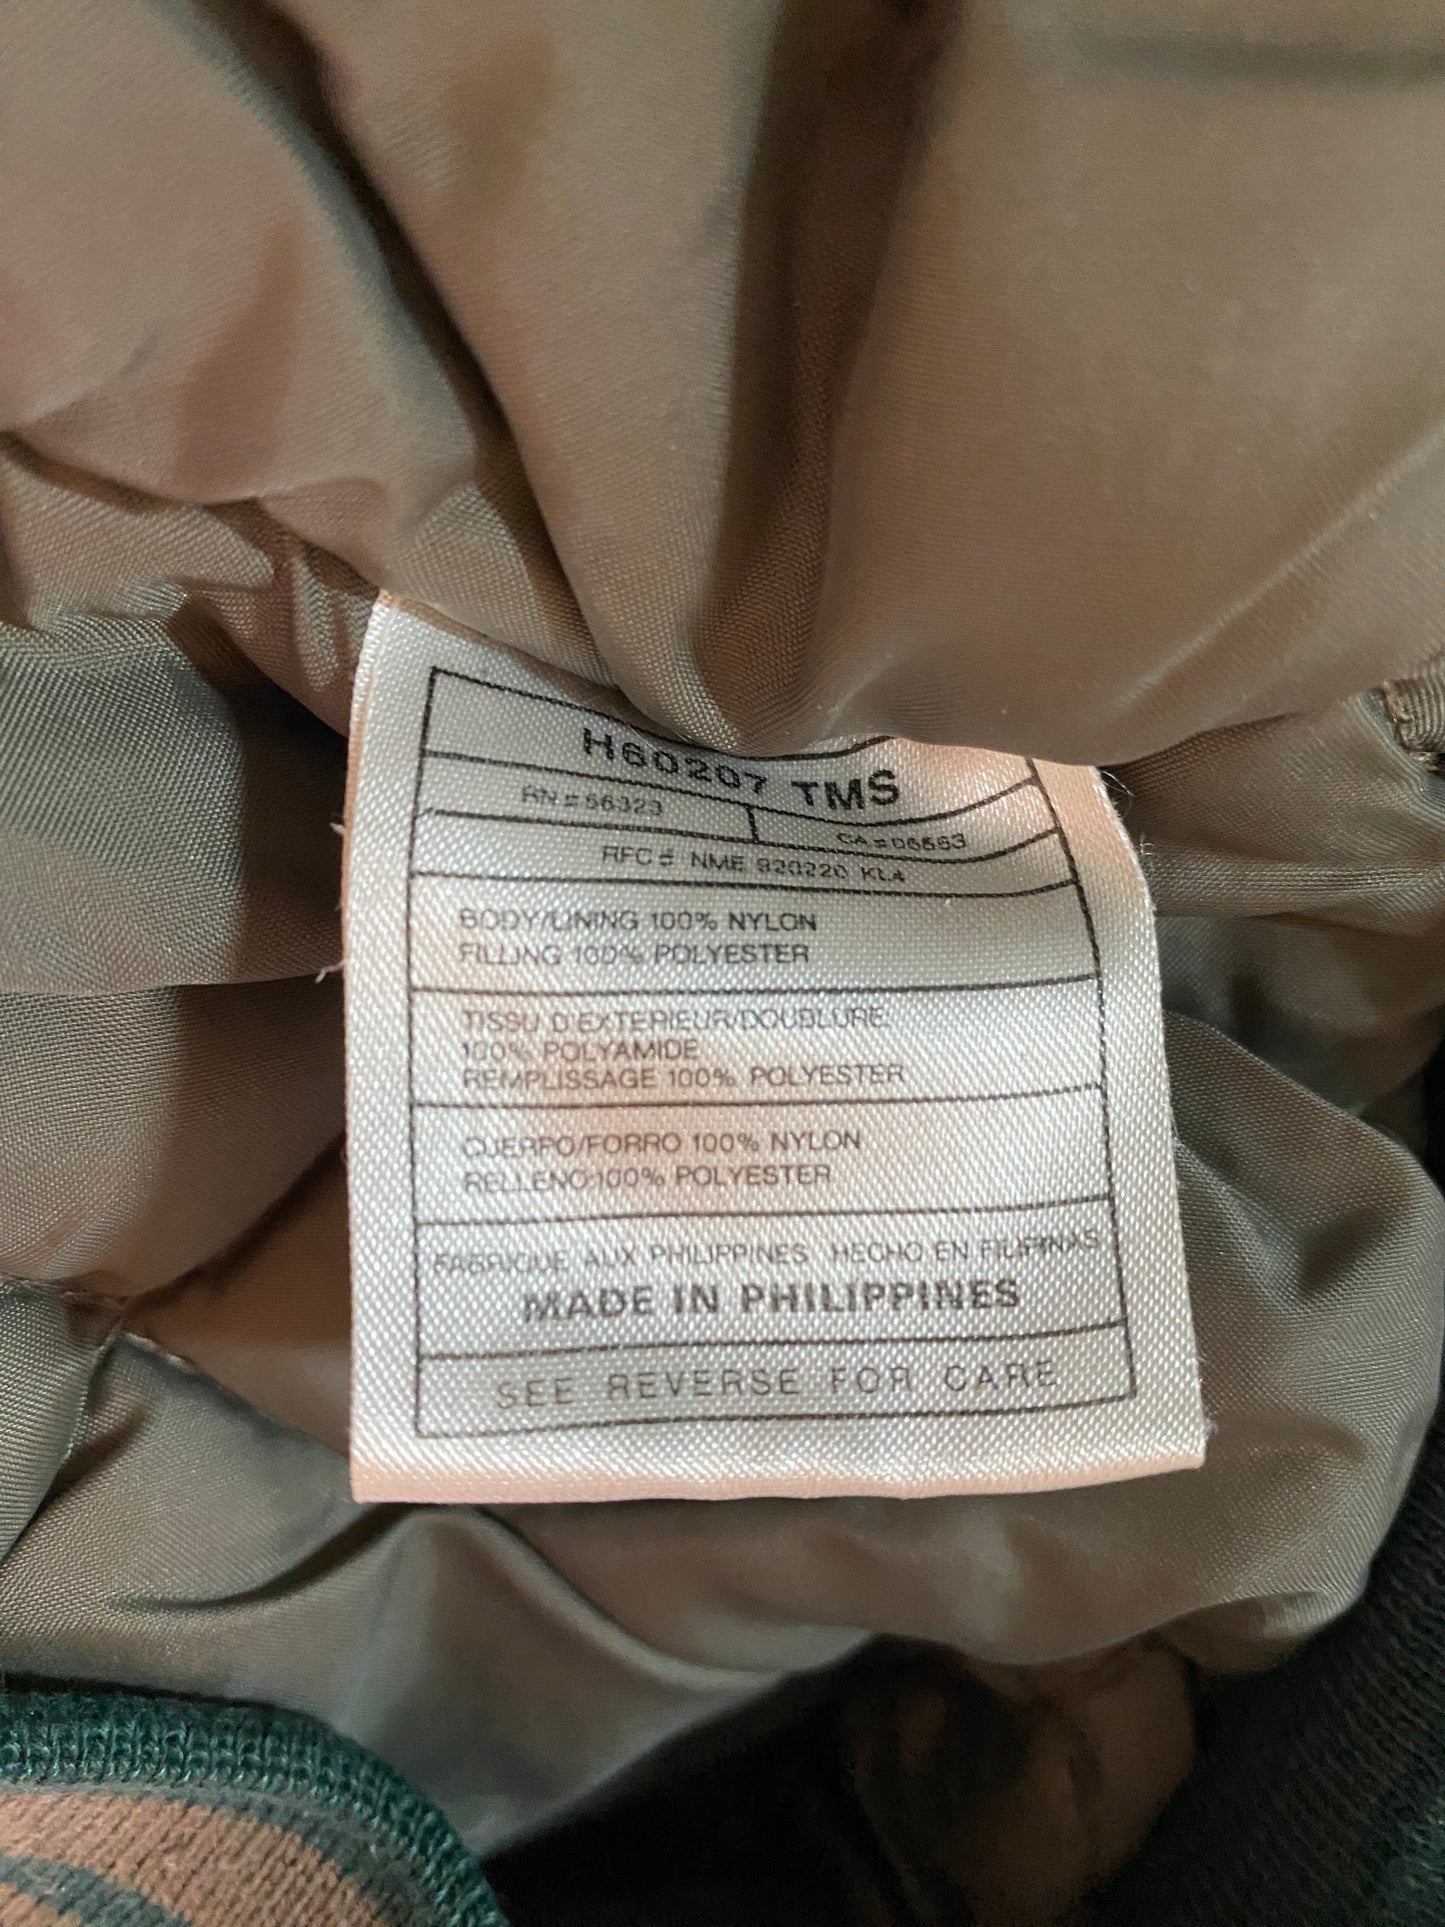 H60207 TMS
RN# 56323 CA# 06553
RFC# NME 920220 KL4
BODY/LINING 100% NYLON
FILLING 100% POLYESTER
TISSU D'EXTERIEUR/DOUBLURE:
100% POLYAMIDE
REMPLISSAGE 100% POLYESTER
CUERPO/FORRO 100% NYLON
RELLENO:100% POLYESTER
FABRIQUE AUX PHILIPPINES HECHO EN FILIPINAS
MADE IN PHILIPPINES
SEE REVERSE FOR CARE